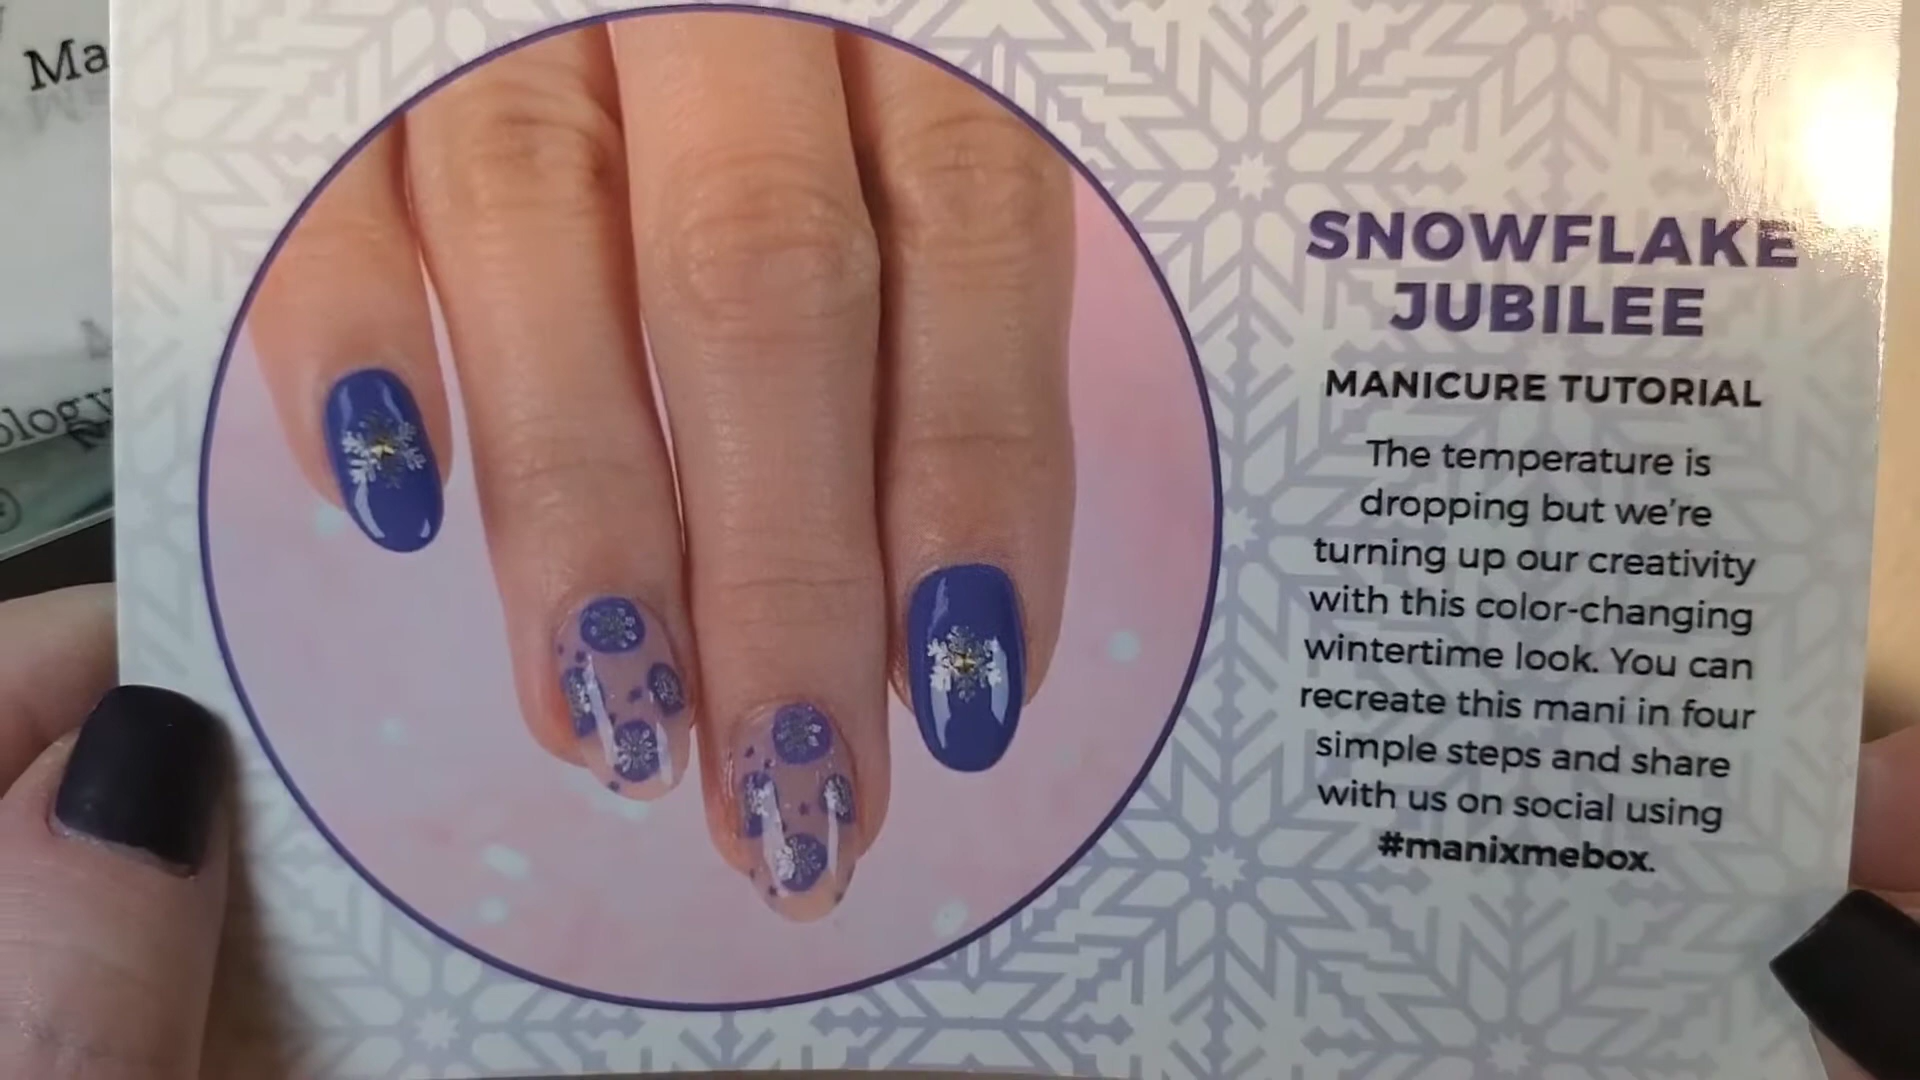 Ma
SNOWFLAKE
JUBILEE
MANICURE TUTORIAL
The temperature is
dropping but we're
turning up our creativity
with this color-changing
wintertime look. You can
recreate this mani in four
simple steps and share
with us on social using
#manixmebox.
ology